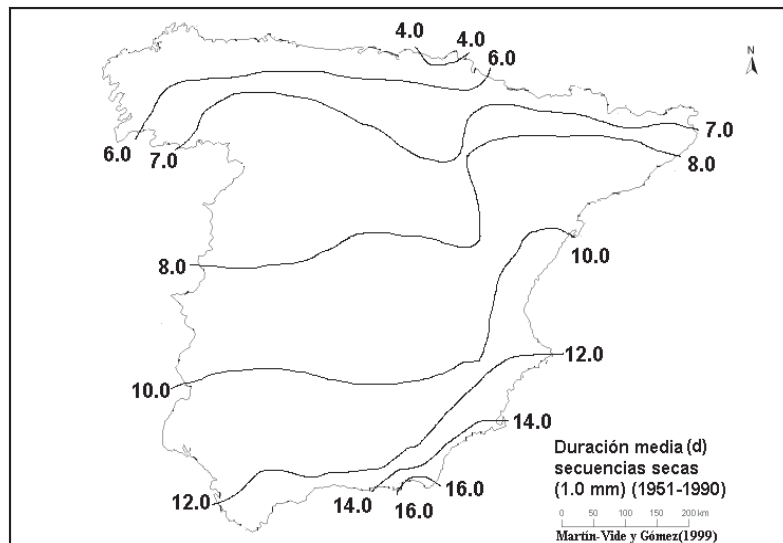 4.0
4.0
6.0
N
6.0
7.0
7.0
8.0
8.0
10.0
10.0
12.0
14.0
12.0
14.0
16.0
16.0
Duración media (d)
secuencias secas
(1.0 mm) (1951-1990)
0 50 100 150 200 km
Martín-Vide y Gómez(1999)